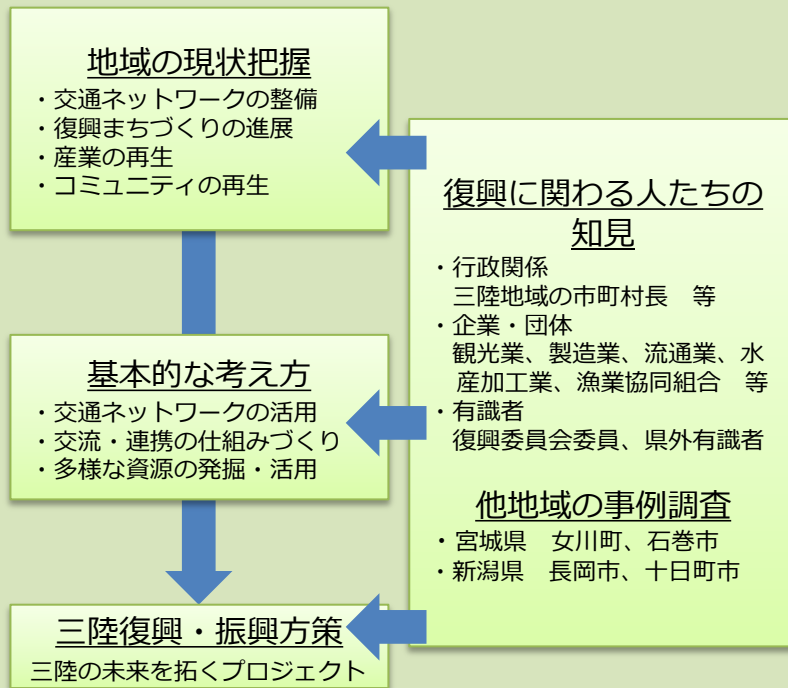 地域の現状把握
・交通ネットワークの整備
・復興まちづくりの進展
・産業の再生
・コミュニティの再生
基本的な考え方
・交通ネットワークの活用
・交流・連携の仕組みづくり
・多様な資源の発掘・活用
三陸復興・振興方策
三陸の未来を拓くプロジェクト
復興に関わる人たちの
知見
・行政関係
三陸地域の市町村長　等
・企業・団体
観光業、製造業、流通業、水
産加工業、漁業協同組合　等
・有識者
復興委員会委員、県外有識者
他地域の事例調査
・宮城県　女川町、石巻市
・新潟県　長岡市、十日町市